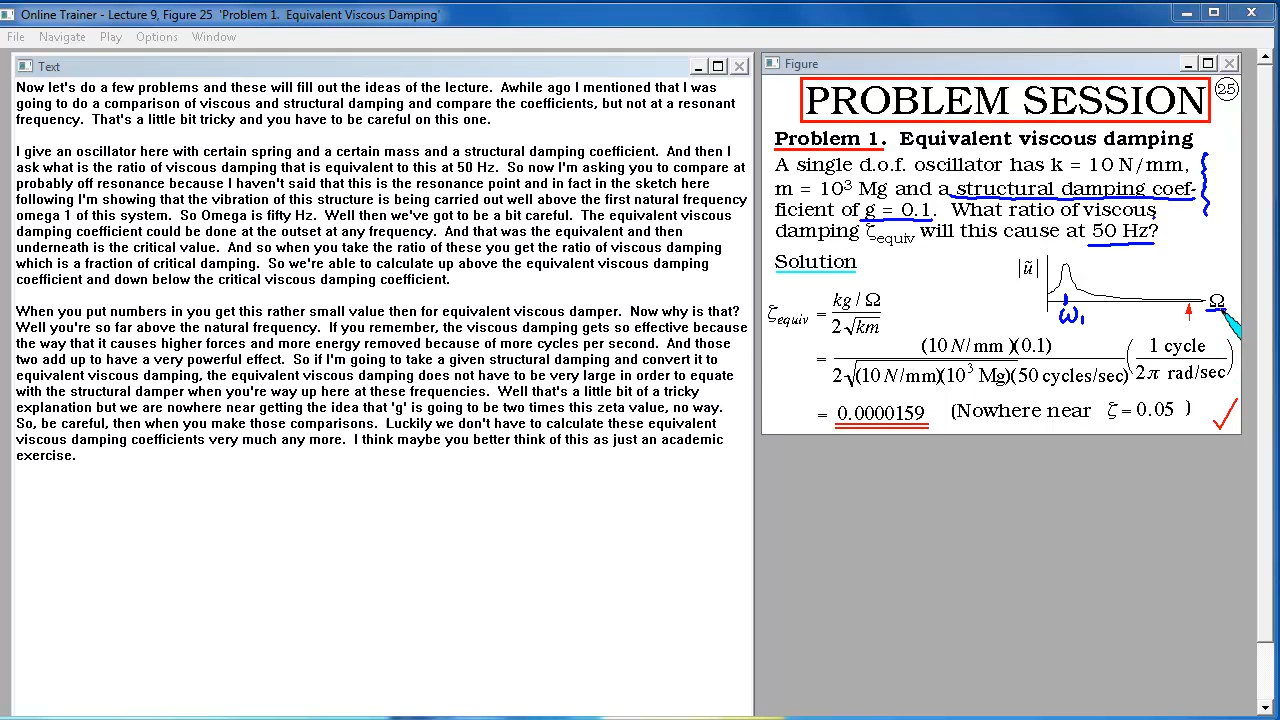 Online Trainer - Lecture 9, Figure 25 'Problem 1. Equivalent Viscous Damping'
File Navigate Play Options Window
Text
Now let's do a few problems and these will fill out the ideas of the lecture. Awhile ago I mentioned that I was
going to do a comparison of viscous and structural damping and compare the coefficients, but not at a resonant
frequency. That's a little bit tricky and you have to be careful on this one.
I give an oscillator here with certain spring and a certain mass and a structural damping coefficient. And then I
ask what is the ratio of viscous damping that is equivalent to this at 50 Hz. So now I'm asking you to compare at
probably off resonance because I haven't said that this is the resonance point and in fact in the sketch here
following I'm showing that the vibration of this structure is being carried out well above the first natural frequency
omega 1 of this system. So Omega is fifty Hz. Well then we've got to be a bit careful. The equivalent viscous
damping coefficient could be done at the outset at any frequency. And that was the equivalent and then
underneath is the critical value. And so when you take the ratio of these you get the ratio of viscous damping
which is a fraction of critical damping. So we're able to calculate up above the equivalent viscous damping
coefficient and down below the critical viscous damping coefficient.
When you put numbers in you get this rather small value then for equivalent viscous damper. Now why is that?
Well you're so far above the natural frequency. If you remember, the viscous damping gets so effective because
the way that it causes higher forces and more energy removed because of more cycles per second. And those
two add up to have a very powerful effect. So if I'm going to take a given structural damping and convert it to
equivalent viscous damping, the equivalent viscous damping does not have to be very large in order to equate
with the structural damper when you're way up here at these frequencies. Well that's a little bit of a tricky
explanation but we are nowhere near getting the idea that 'g' is going to be two times this zeta value, no way.
So, be careful, then when you make those comparisons. Luckily we don't have to calculate these equivalent
viscous damping coefficients very much any more. I think maybe you better think of this as just an academic
exercise.
Figure
PROBLEM SESSION
25
Problem 1. Equivalent viscous damping
A single d.o.f. oscillator has k = 10 N/mm,
m = 10³ Mg and a structural damping coef-
ficient of g = 0.1. What ratio of viscous
damping ζequiv will this cause at 50 Hz?
Solution
|ũ|
Ω
ω₁
ζequiv = kg / Ω
2√km
= (10 N/mm)(0.1)
2√(10 N/mm)(10³ Mg)(50 cycles/sec) (1 cycle
2π rad/sec)
= 0.0000159 (Nowhere near ζ = 0.05 )